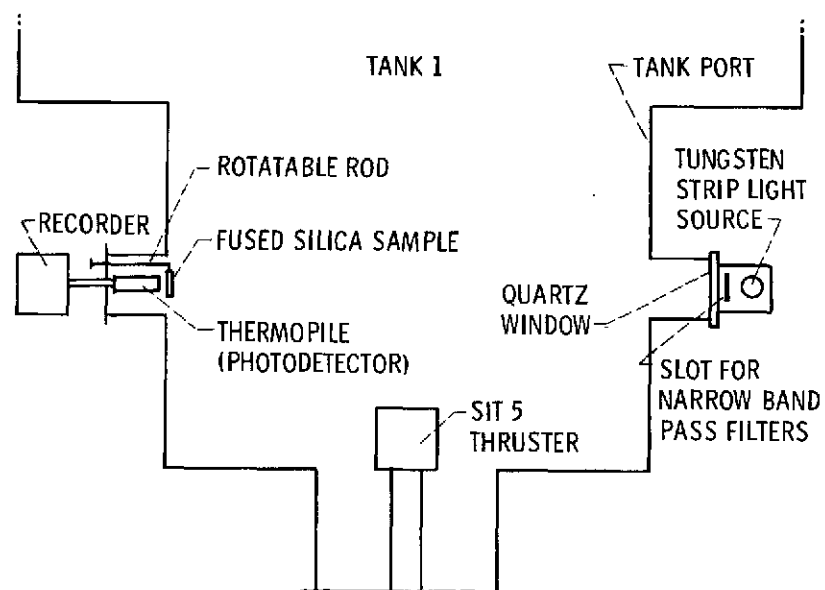 TANK 1
TANK PORT
ROTATABLE ROD
TUNGSTEN
STRIP LIGHT
SOURCE
RECORDER
FUSED SILICA SAMPLE
QUARTZ
WINDOW
THERMOPILE
(PHOTODETECTOR)
SLOT FOR
NARROW BAND
PASS FILTERS
SIT 5
THRUSTER